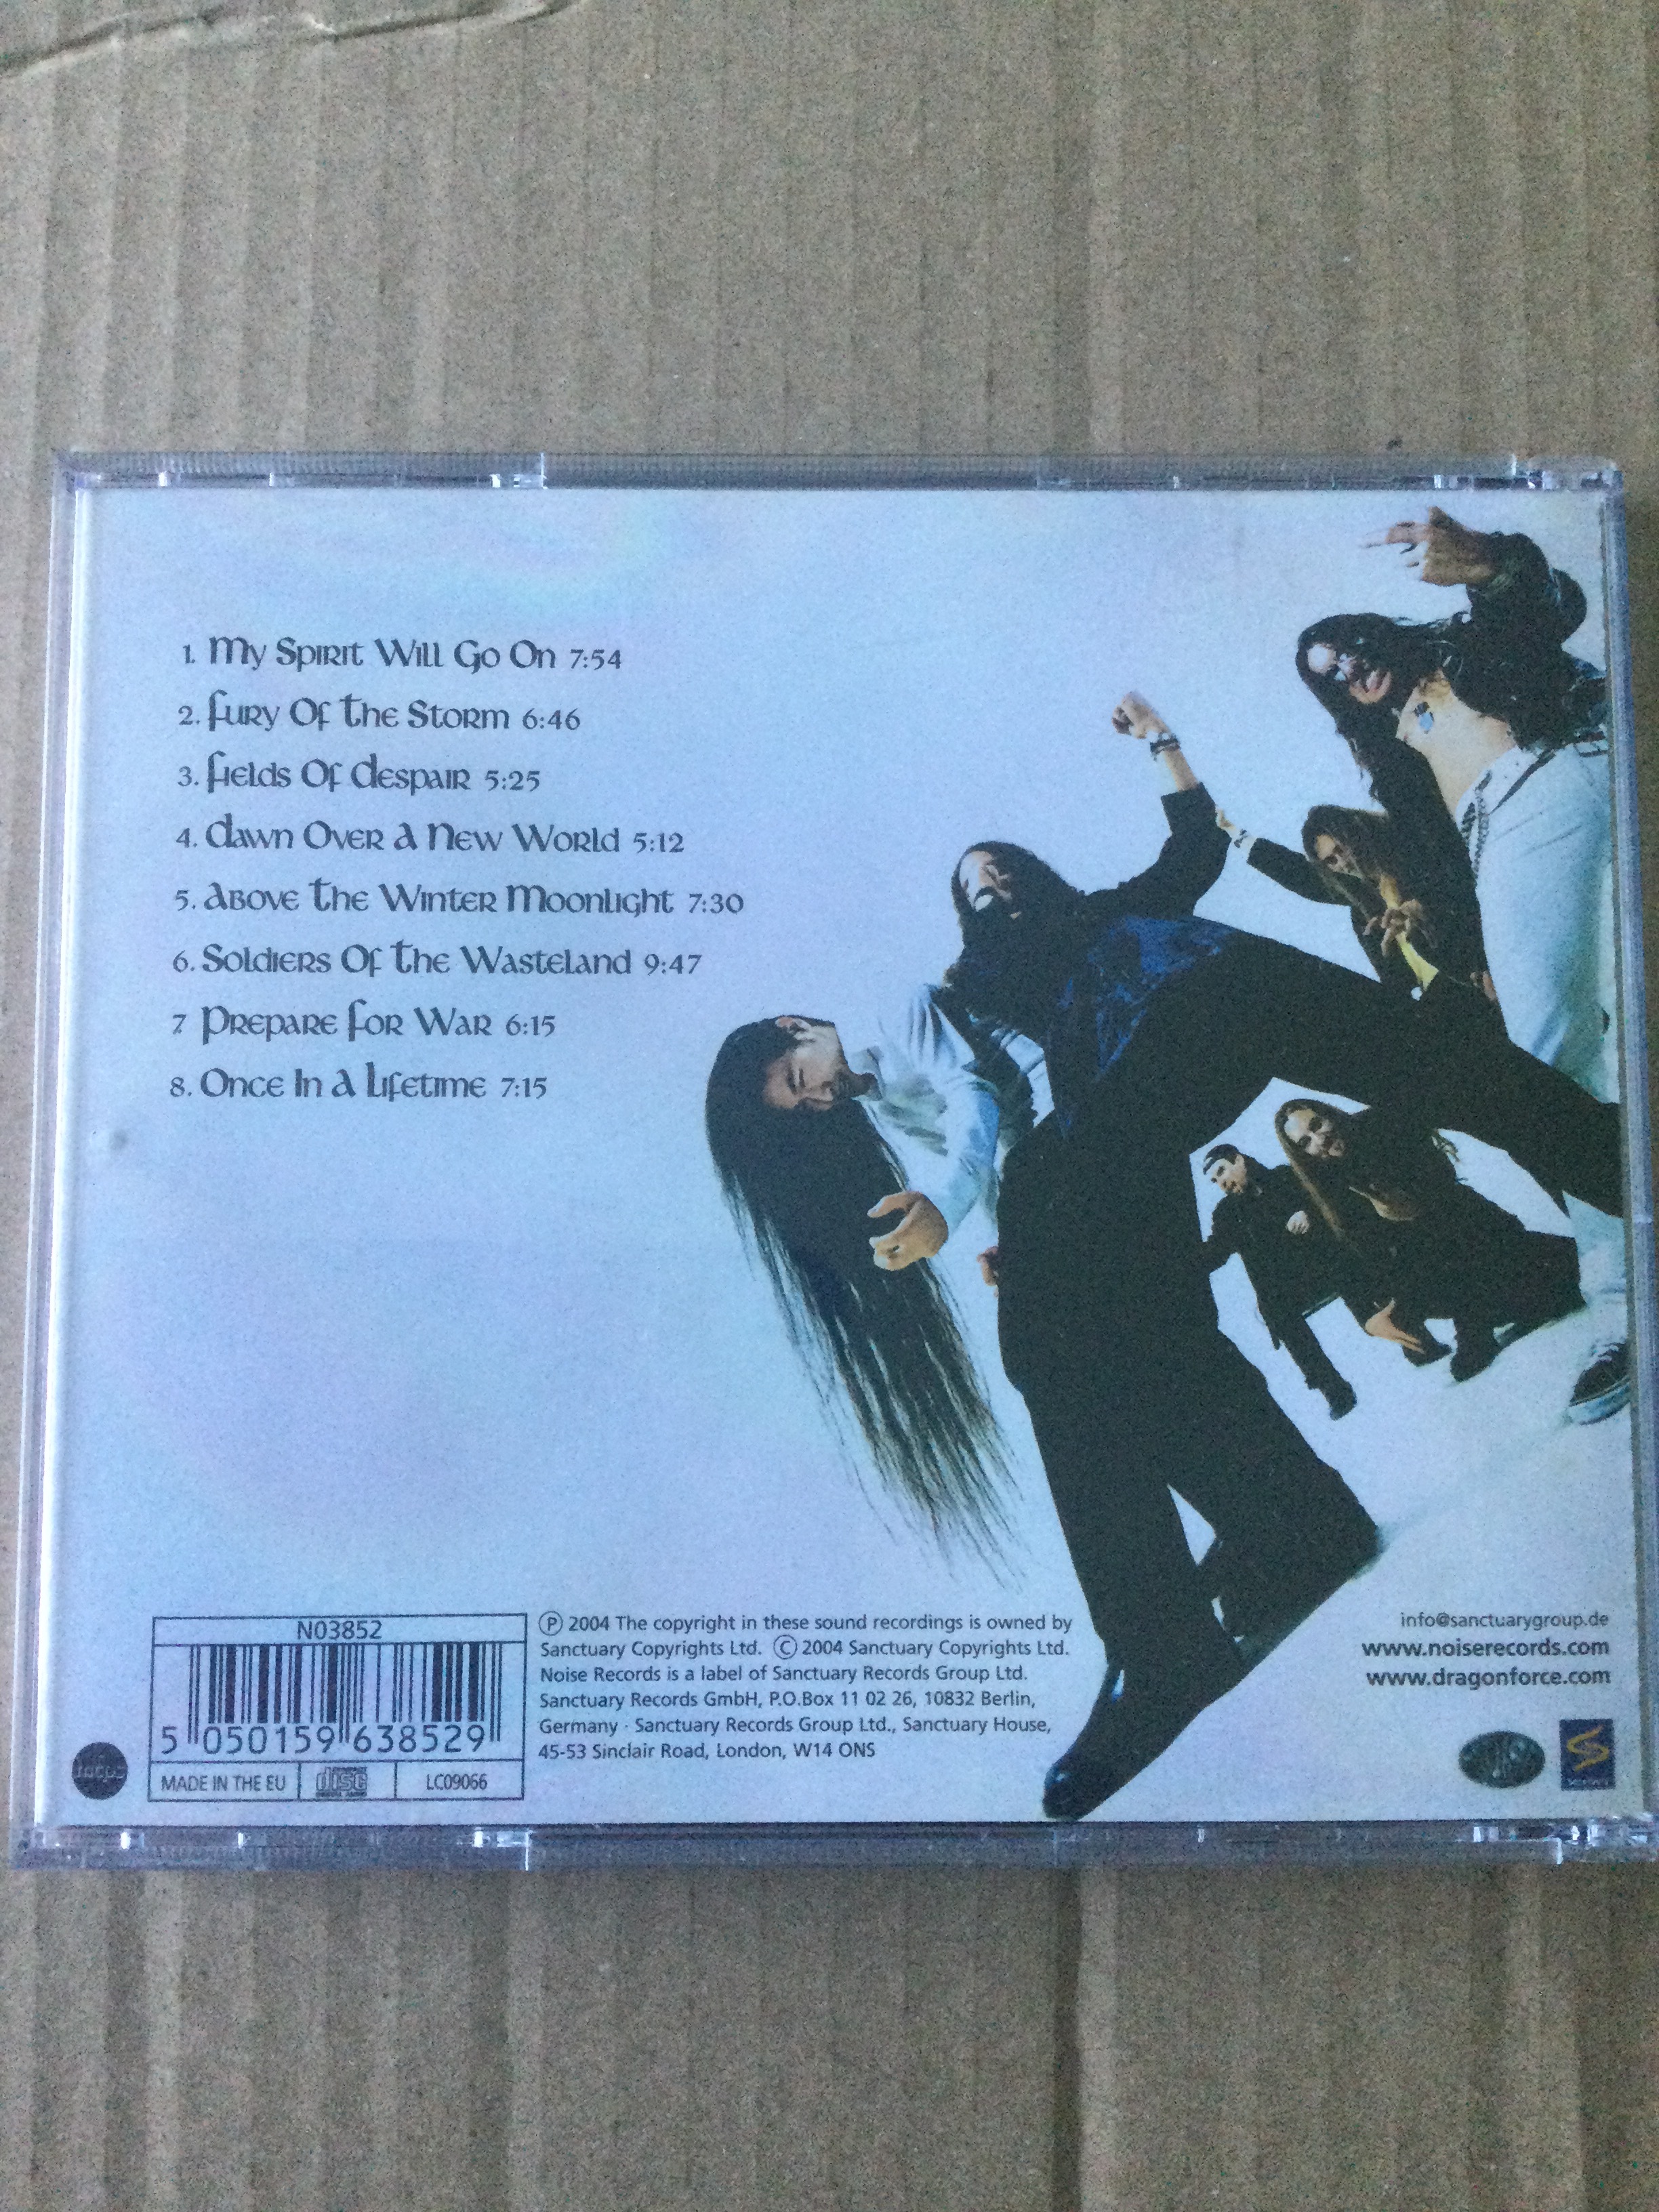 1. My Spirit Will Go On 7:54
2. Fury Of The Storm 6:46
3. Fields Of Despair 5:25
4. Dawn Over A New World 5:12
5. Above The Winter Moonlight 7:30
6. Soldiers Of The Wasteland 9:47
7 Prepare For War 6:15
8. Once In A Lifetime 7:15
N03852
5 050159 638529
MADE IN THE EU
disc
DIGITAL AUDIO
LC09066
mcps
Ⓟ 2004 The copyright in these sound recordings is owned by
Sanctuary Copyrights Ltd. Ⓒ 2004 Sanctuary Copyrights Ltd.
Noise Records is a label of Sanctuary Records Group Ltd.
Sanctuary Records GmbH, P.O.Box 11 02 26, 10832 Berlin,
Germany · Sanctuary Records Group Ltd., Sanctuary House,
45-53 Sinclair Road, London, W14 ONS
info@sanctuarygroup.de
www.noiserecords.com
www.dragonforce.com